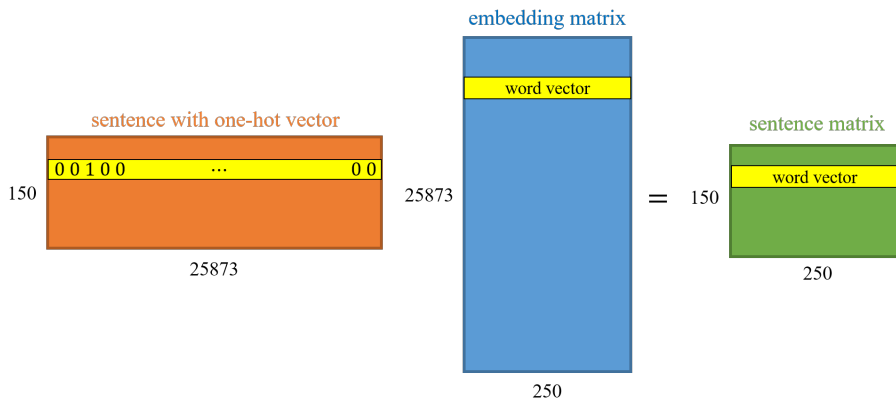 embedding matrix
word vector
sentence with one-hot vector
0 0 1 0 0 ... 0 0
150
25873
25873
250
=
sentence matrix
word vector
150
250